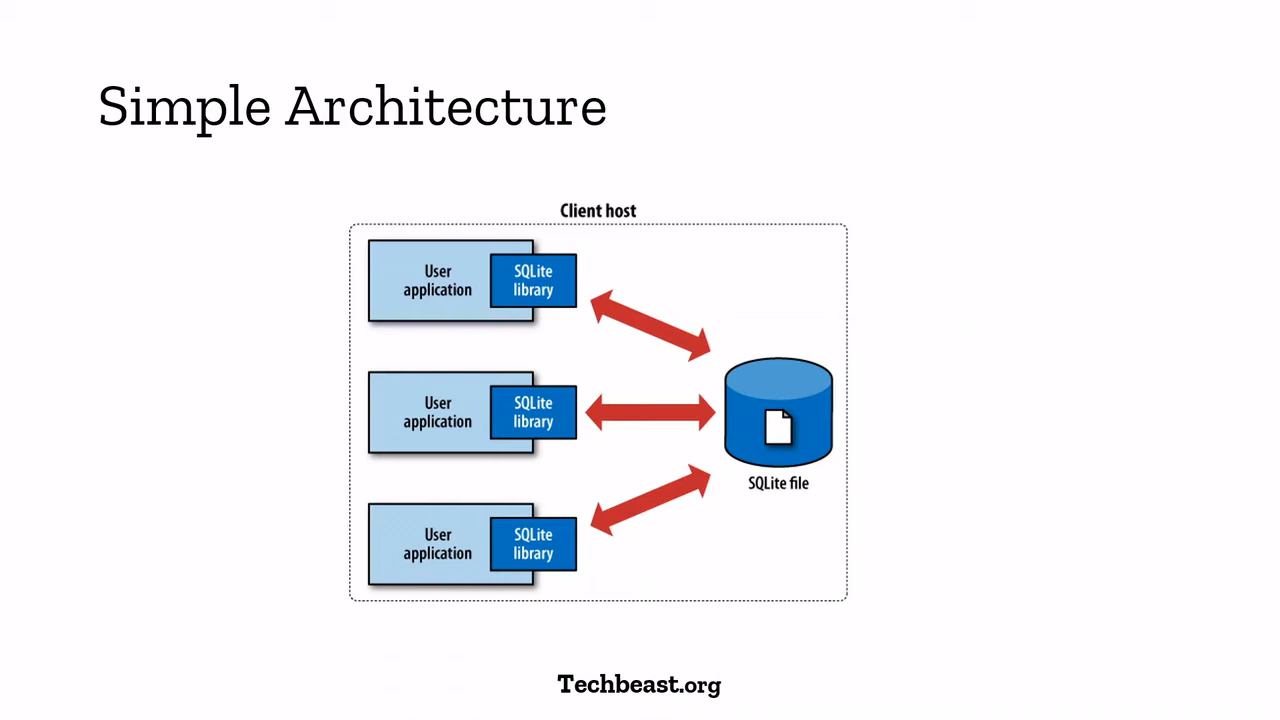 Simple Architecture
Client host
User
application
SQLite
library
User
application
SQLite
library
SQLite file
User
application
SQLite
library
Techbeast.org